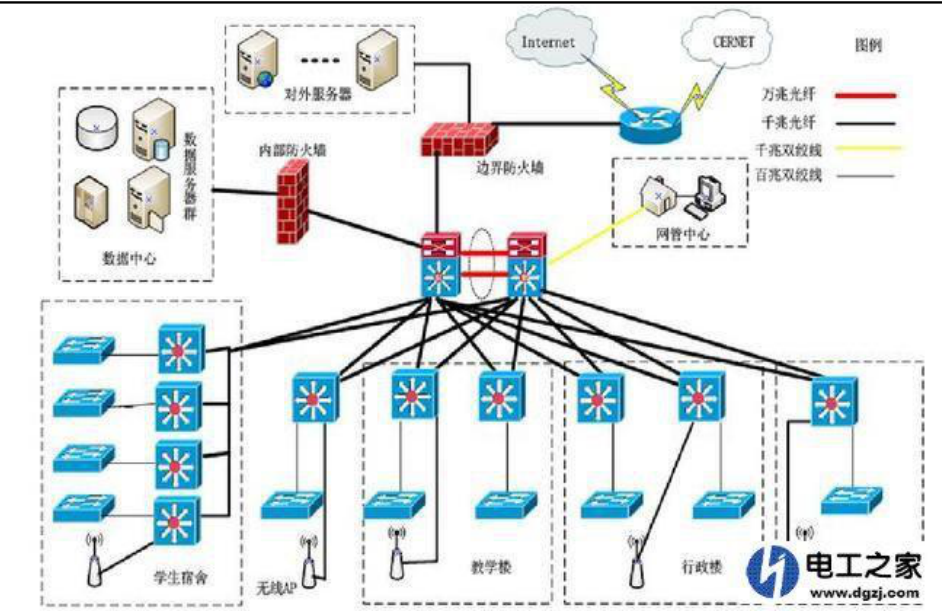 Internet
CERNET
图例
万兆光纤
千兆光纤
千兆双绞线
百兆双绞线
对外服务器
数据服务器群
数据中心
内部防火墙
边界防火墙
网管中心
学生宿舍
无线AP
教学楼
行政楼
电工之家
www.dgzj.com